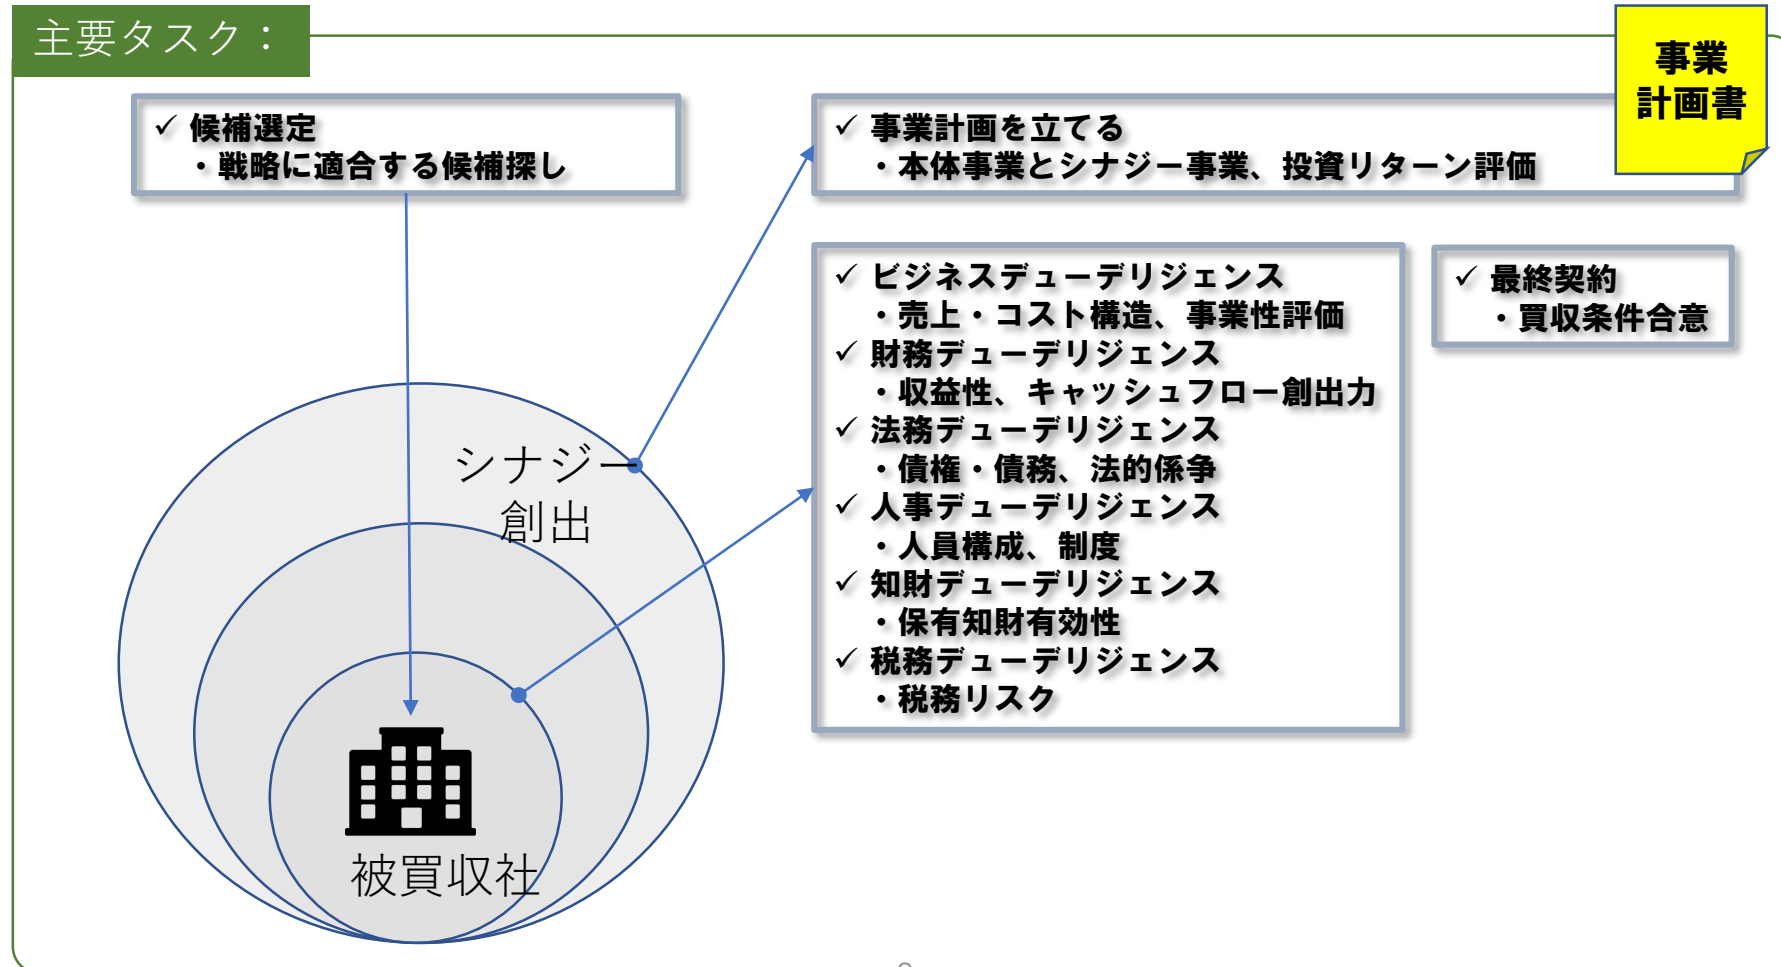 主要タスク：
事業
計画書
✓ 候補選定
・戦略に適合する候補探し
✓ 事業計画を立てる
・本体事業とシナジー事業、投資リターン評価
✓ ビジネスデューデリジェンス
・売上・コスト構造、事業性評価
✓ 財務デューデリジェンス
・収益性、キャッシュフロー創出力
✓ 法務デューデリジェンス
・債権・債務、法的係争
✓ 人事デューデリジェンス
・人員構成、制度
✓ 知財デューデリジェンス
・保有知財有効性
✓ 税務デューデリジェンス
・税務リスク
✓ 最終契約
・買収条件合意
シナジー
創出
被買収社